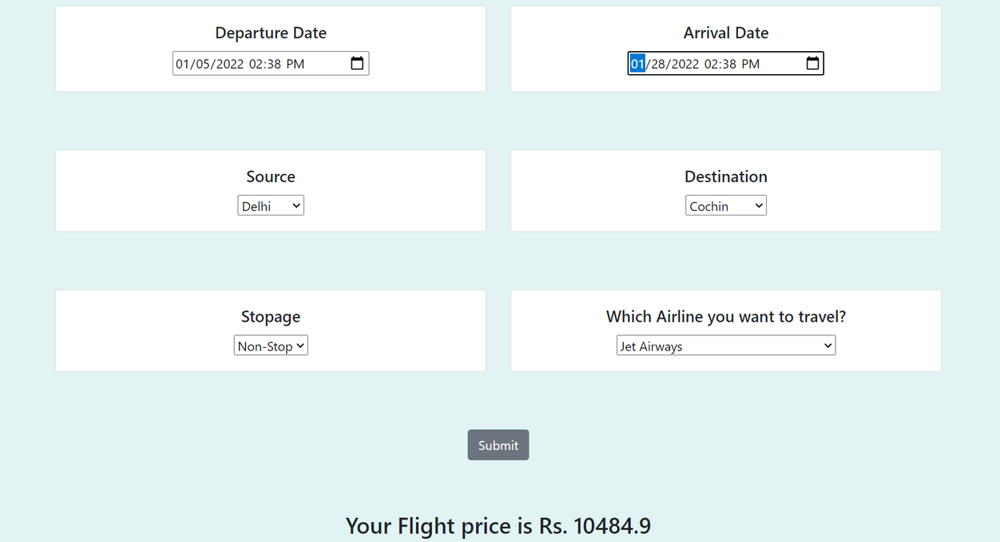 Departure Date
01/05/2022 02:38 PM
Arrival Date
01/28/2022 02:38 PM
Source
Delhi
Destination
Cochin
Stopage
Non-Stop
Which Airline you want to travel?
Jet Airways
Submit
Your Flight price is Rs. 10484.9